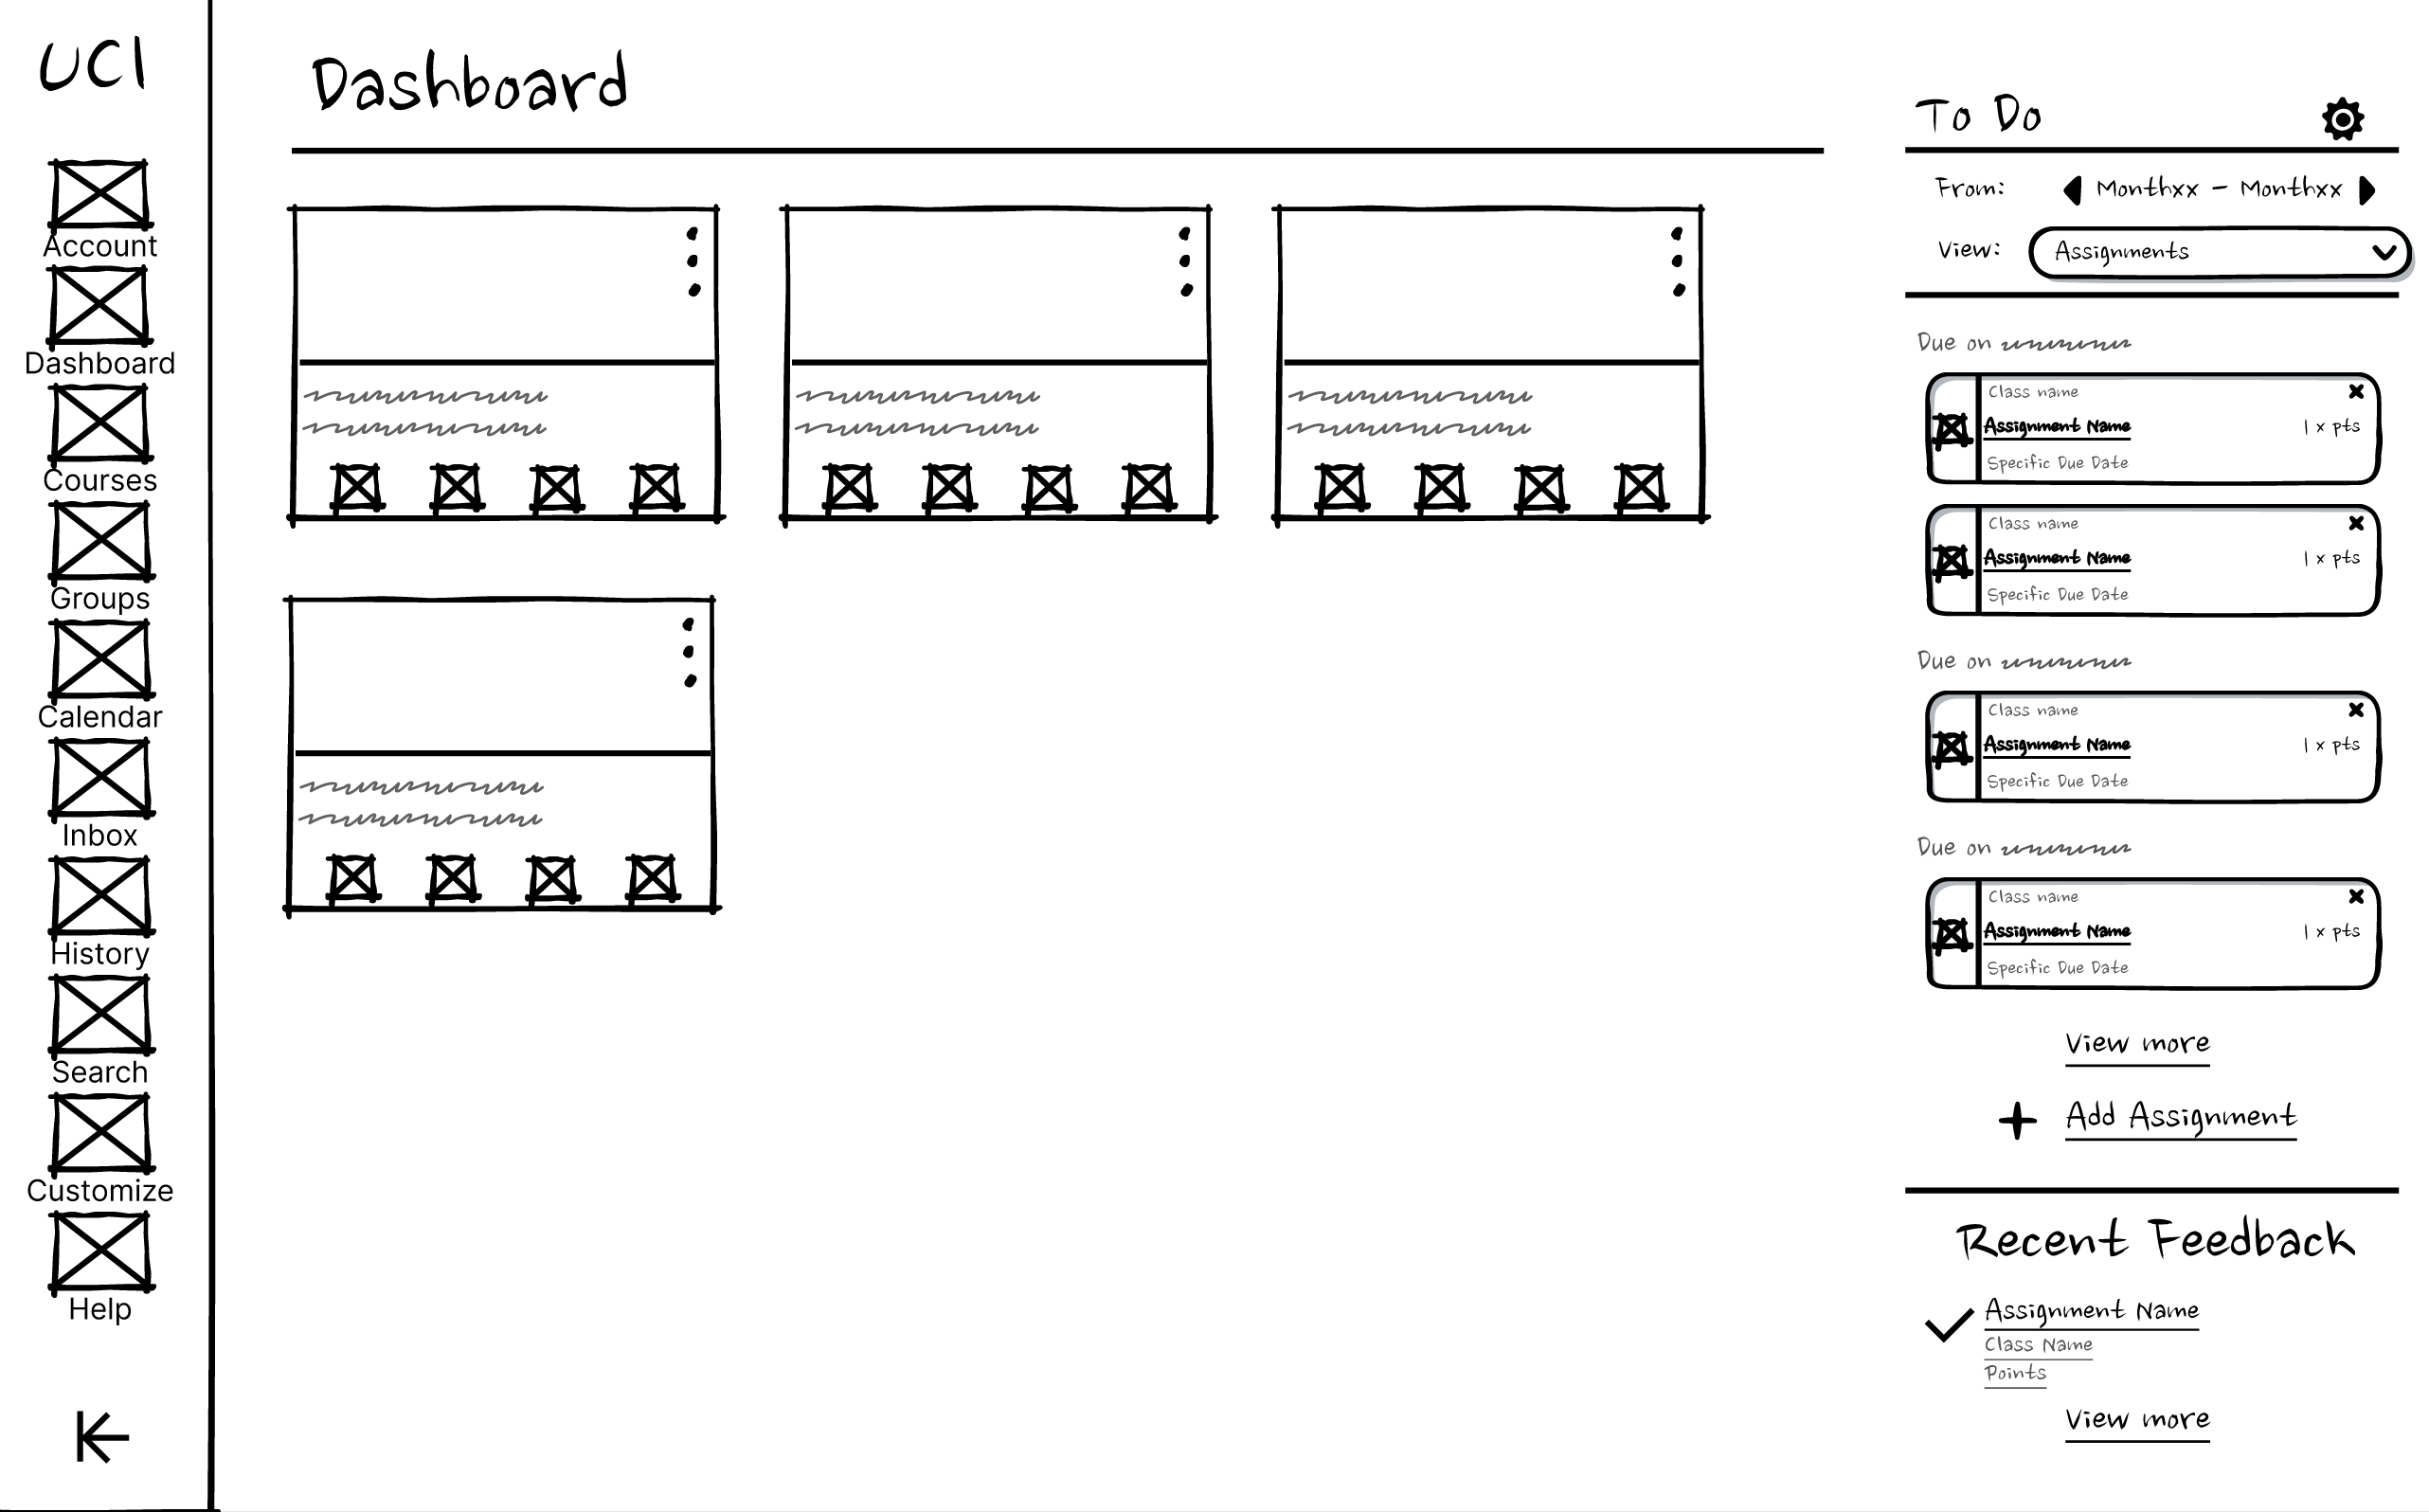 UCI
Account
Dashboard
Courses
Groups
Calendar
Inbox
History
Search
Customize
Help
Dashboard
To Do
From: Monthxx - Monthxx
View: Assignments
Due on
Class name
Assignment Name 1 x pts
Specific Due Date
Class name
Assignment Name 1 x pts
Specific Due Date
Due on
Class name
Assignment Name 1 x pts
Specific Due Date
Due on
Class name
Assignment Name 1 x pts
Specific Due Date
View more
+ Add Assignment
Recent Feedback
Assignment Name
Class Name
Points
View more